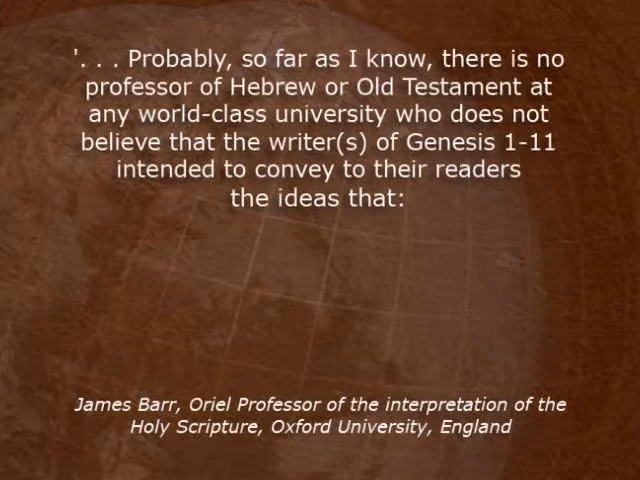 '. . . Probably, so far as I know, there is no
professor of Hebrew or Old Testament at
any world-class university who does not
believe that the writer(s) of Genesis 1-11
intended to convey to their readers
the ideas that:
James Barr, Oriel Professor of the interpretation of the
Holy Scripture, Oxford University, England